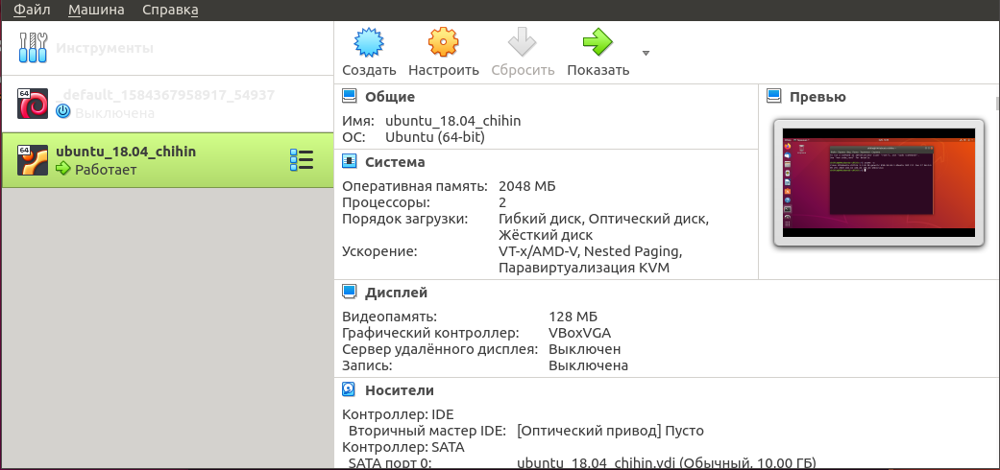 Файл Машина Справка
Инструменты
Создать Настроить Сбросить Показать
64
_default_1584367958917_54937
Выключена
64
ubuntu_18.04_chihin
Работает
Общие
Имя: ubuntu_18.04_chihin
ОС: Ubuntu (64-bit)
Превью
Система
Оперативная память: 2048 МБ
Процессоры: 2
Порядок загрузки: Гибкий диск, Оптический диск,
Жёсткий диск
Ускорение: VT-x/AMD-V, Nested Paging,
Паравиртуализация KVM
Дисплей
Видеопамять: 128 МБ
Графический контроллер: VBoxVGA
Сервер удалённого дисплея: Выключен
Запись: Выключена
Носители
Контроллер: IDE
Вторичный мастер IDE: [Оптический привод] Пусто
Контроллер: SATA
SATA порт 0: ubuntu_18.04_chihin.vdi (Обычный, 10,00 ГБ)